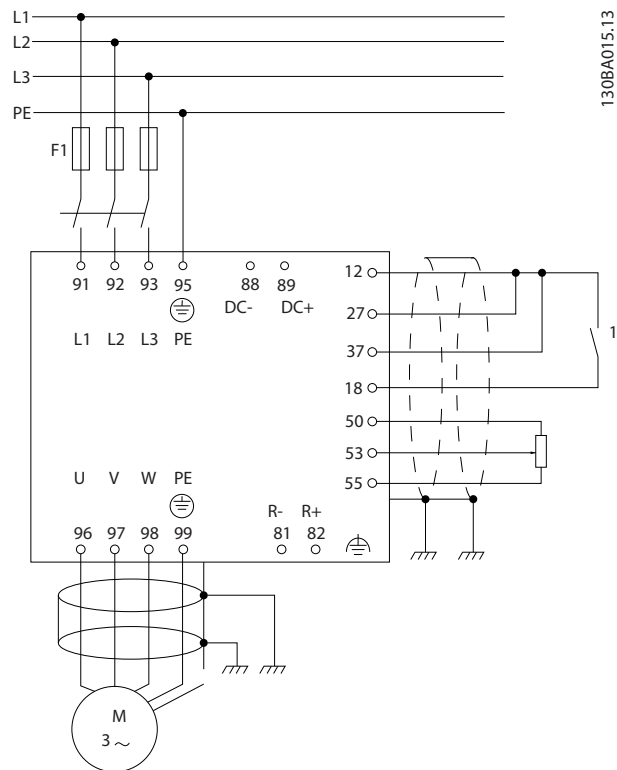 L1
L2
L3
PE
130BA015.13
F1
91 92 93 95 88 89
DC- DC+
L1 L2 L3 PE
12
27
37
18
50
53
55
1
U V W PE
R- R+
96 97 98 99 81 82
M
3 ~